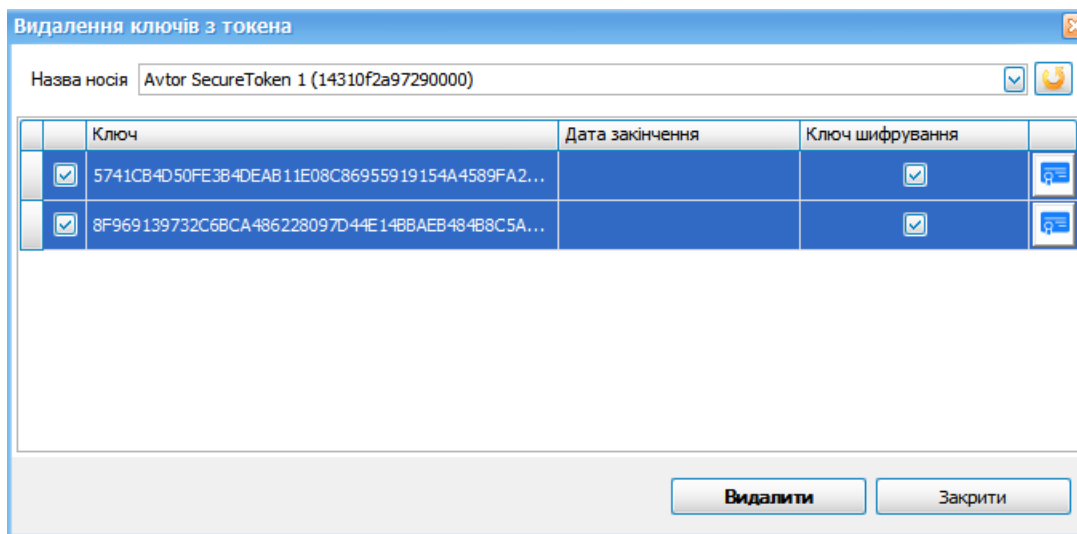 Видалення ключів з токена
Назва носія Avtor SecureToken 1 (14310f2a97290000)
Ключ Дата закінчення Ключ шифрування
5741CB4D50FE3B4DEAB11E08C86955919154A4589FA2...
8F969139732C6BCA486228097D44E14BBAEB484B8C5A...
Видалити Закрити